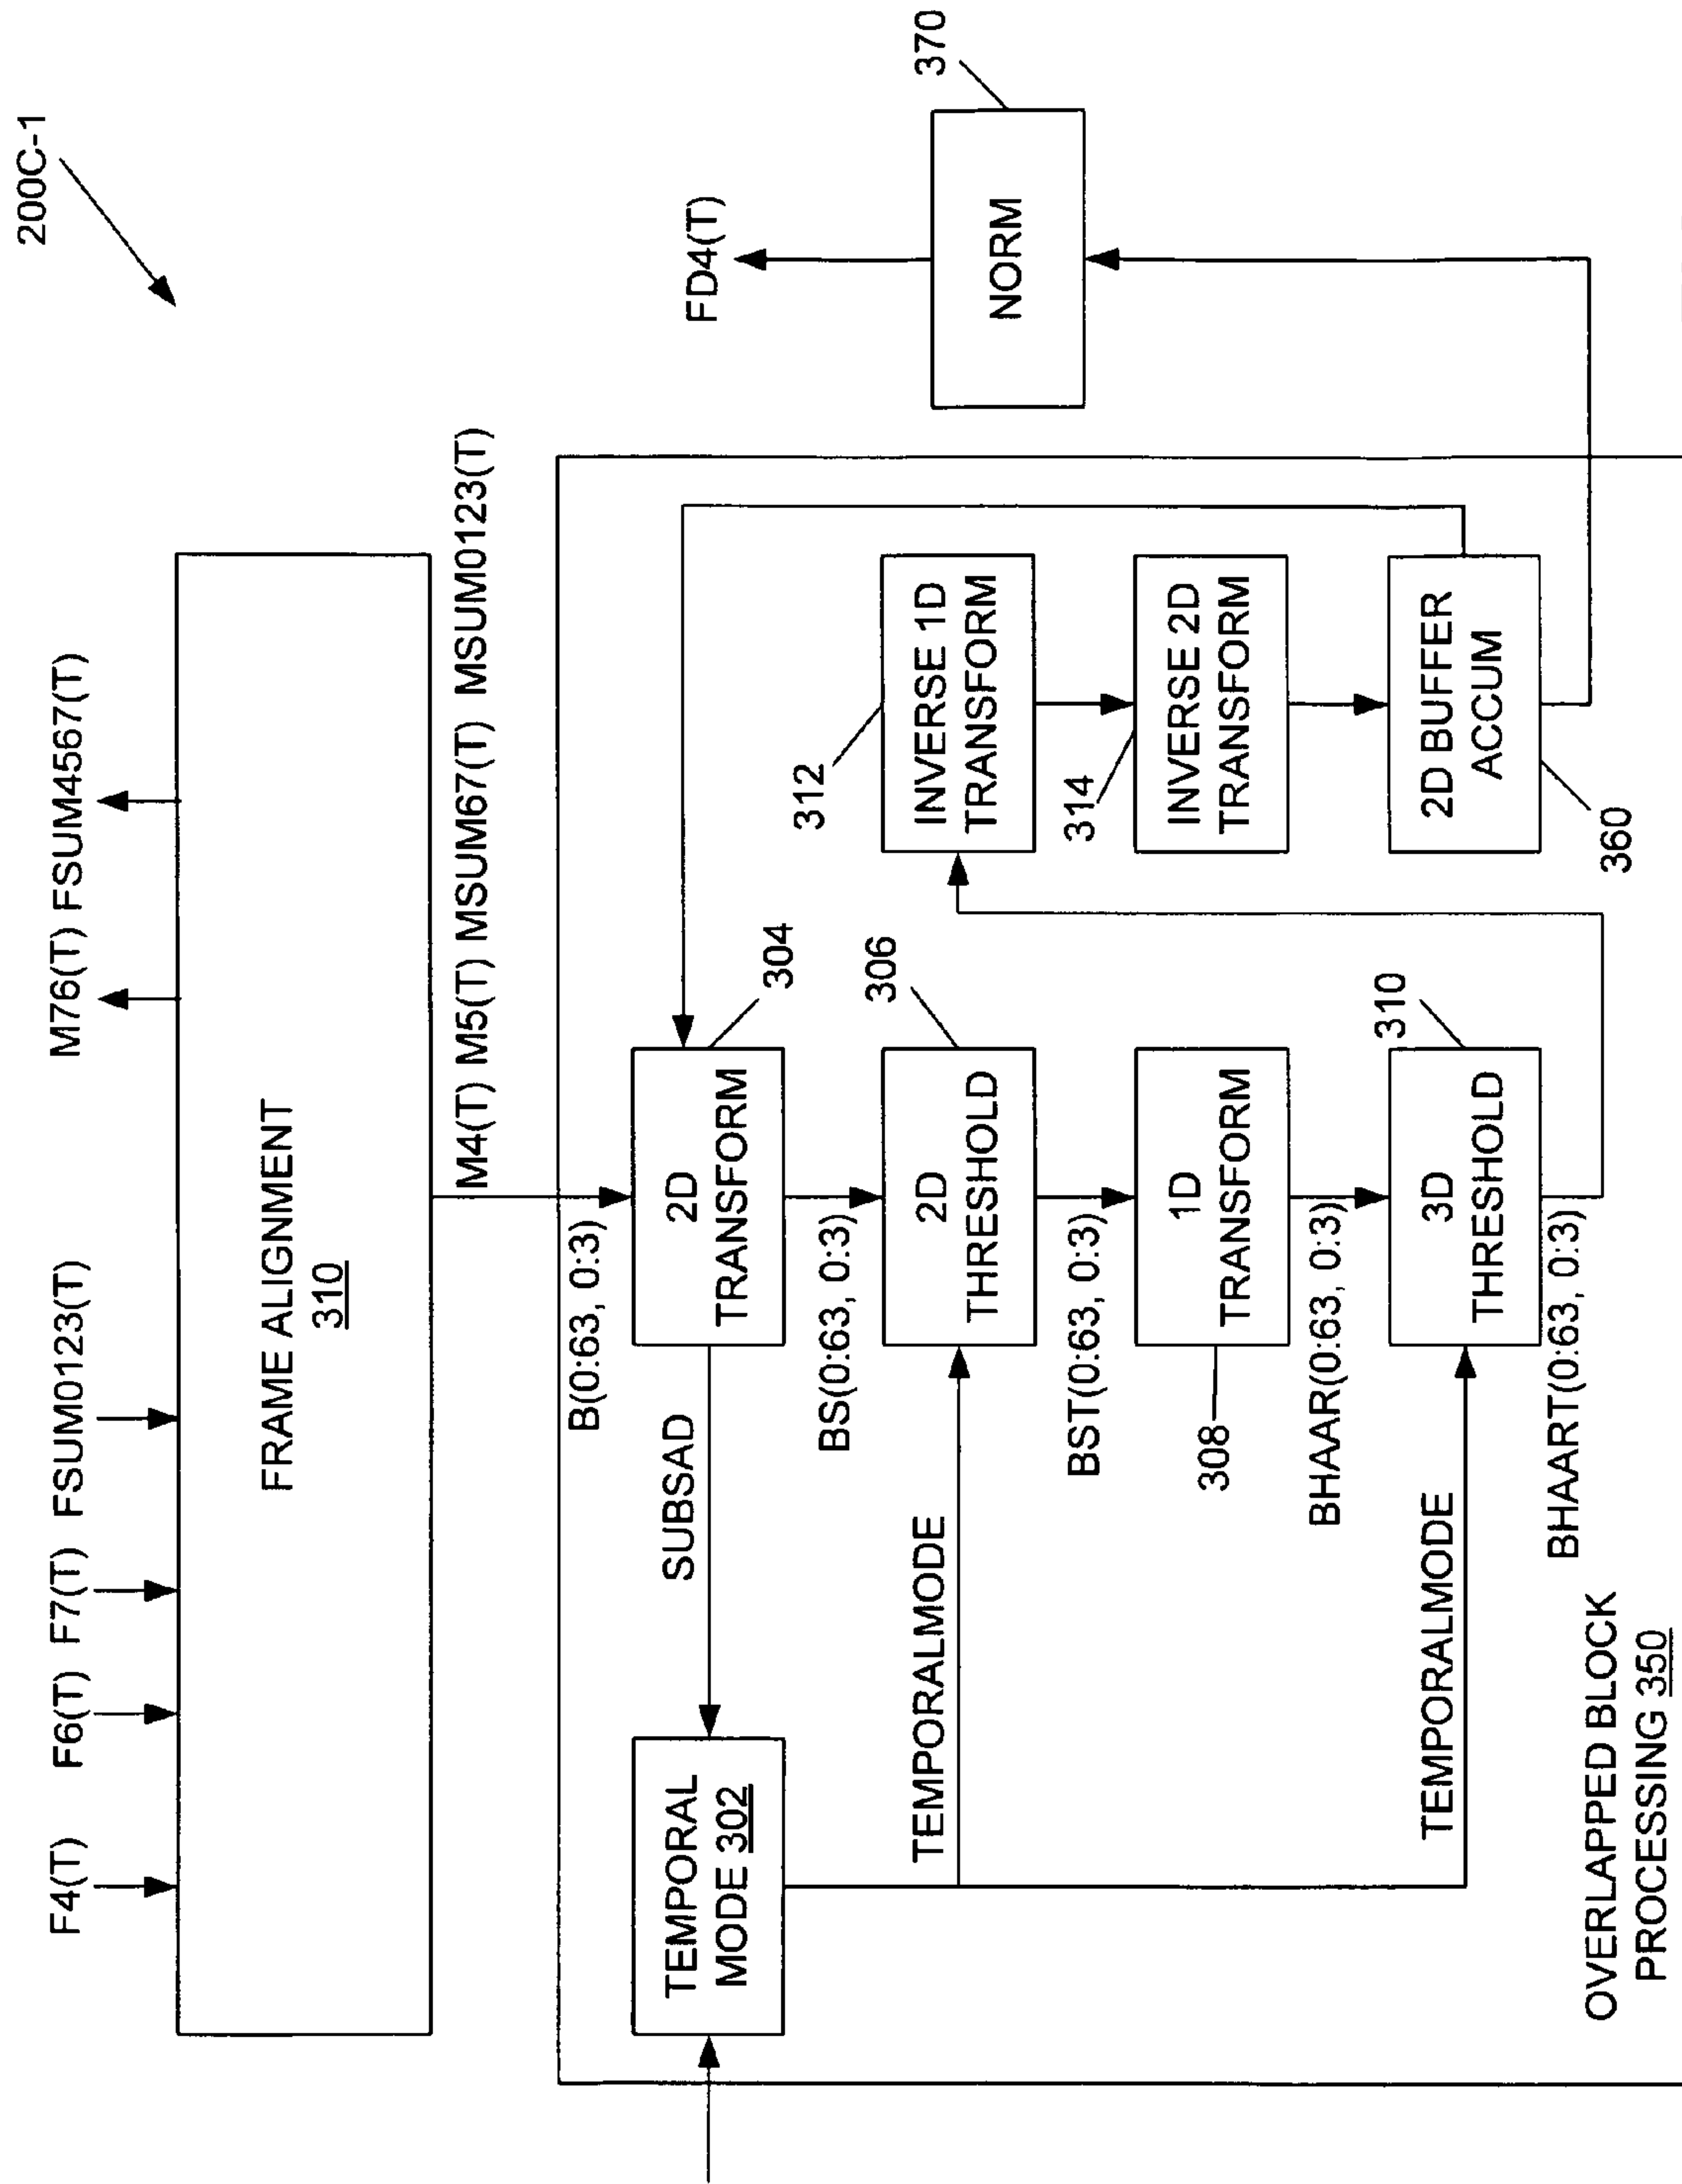 200C-1
F4(T) F6(T) F7(T) FSUM0123(T)
M76(T) FSUM4567(T)
FRAME ALIGNMENT
310
M4(T) M5(T) MSUM67(T) MSUM0123(T)
B(0:63, 0:3)
TEMPORAL
MODE 302
SUBSAD
2D
TRANSFORM
304
BS(0:63, 0:3)
TEMPORALMODE
2D
THRESHOLD
306
BST(0:63, 0:3)
1D
TRANSFORM
308
BHAAR(0:63, 0:3)
TEMPORALMODE
3D
THRESHOLD
310
BHAART(0:63, 0:3)
312
INVERSE 1D
TRANSFORM
314
INVERSE 2D
TRANSFORM
2D BUFFER
ACCUM
360
FD4(T)
NORM
370
OVERLAPPED BLOCK
PROCESSING 350